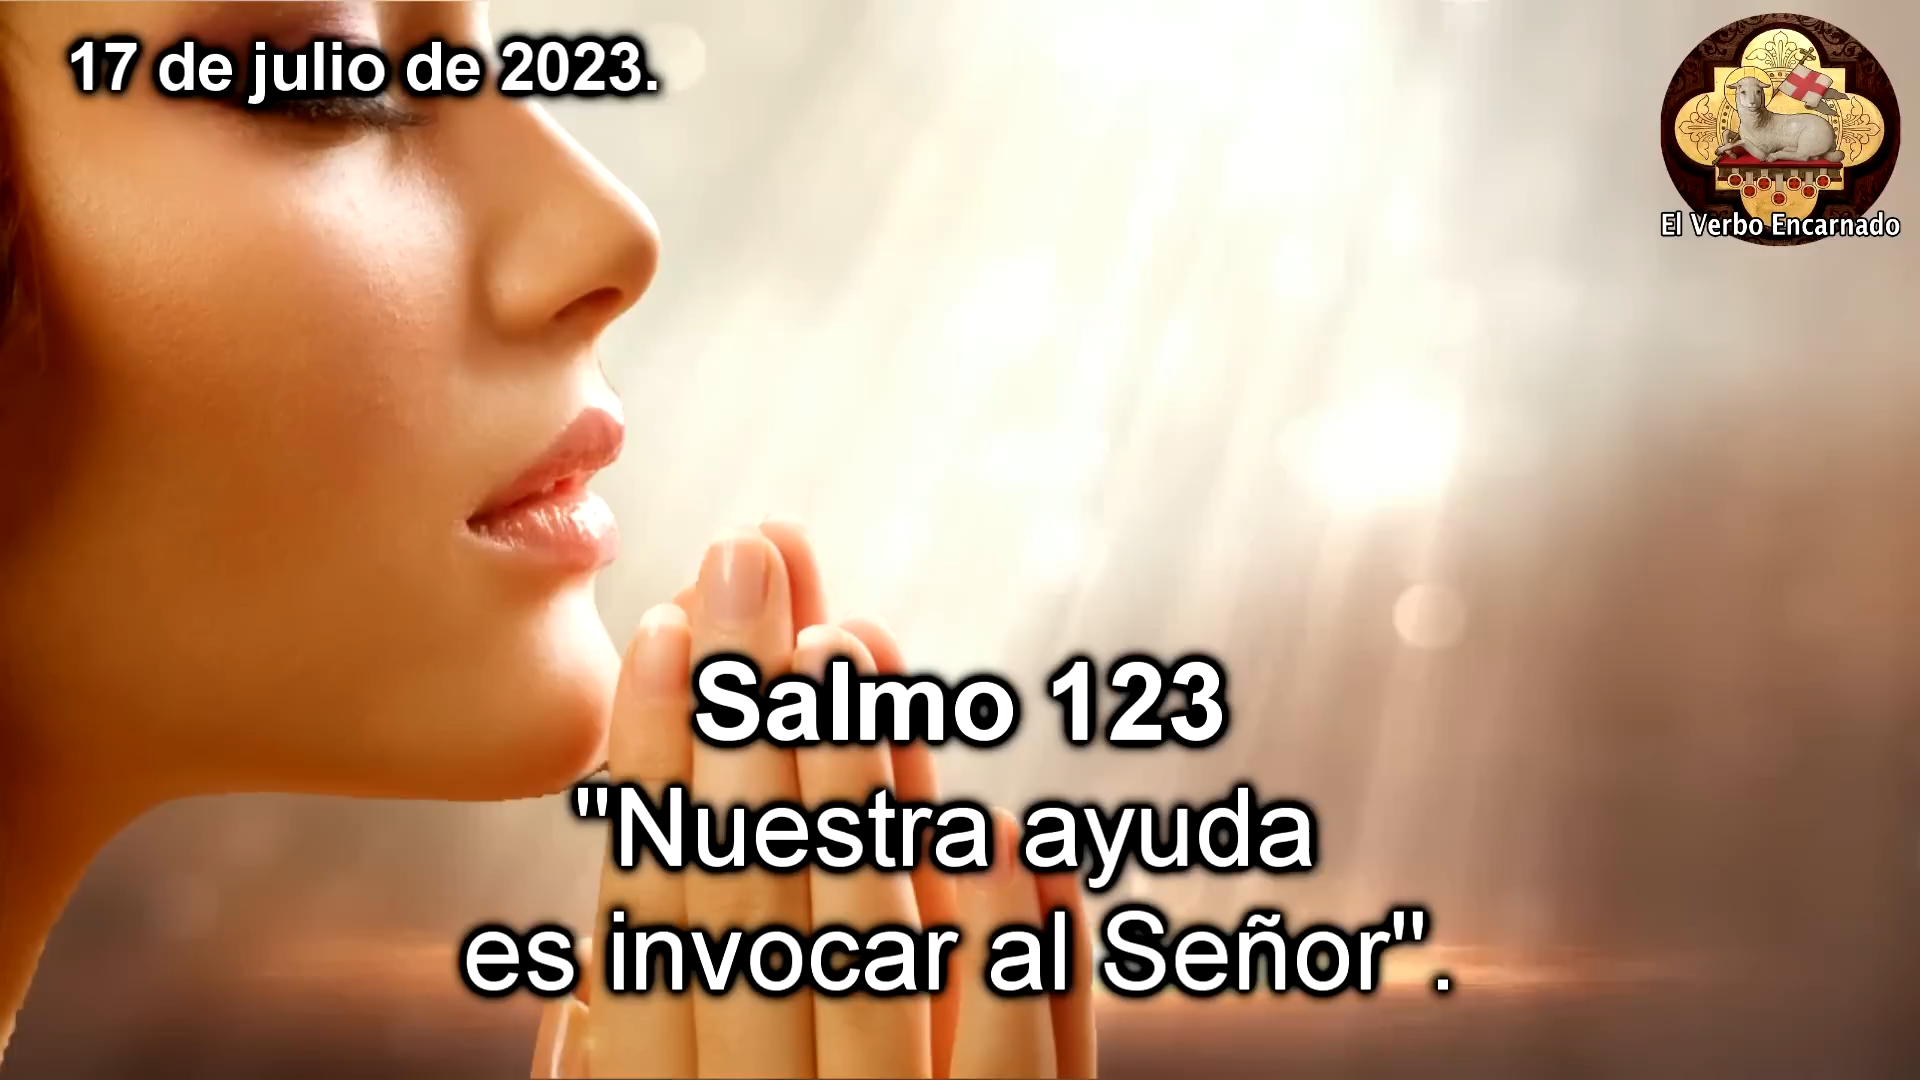 17 de julio de 2023.
El Verbo Encarnado
Salmo 123
"Nuestra ayuda
es invocar al Señor".